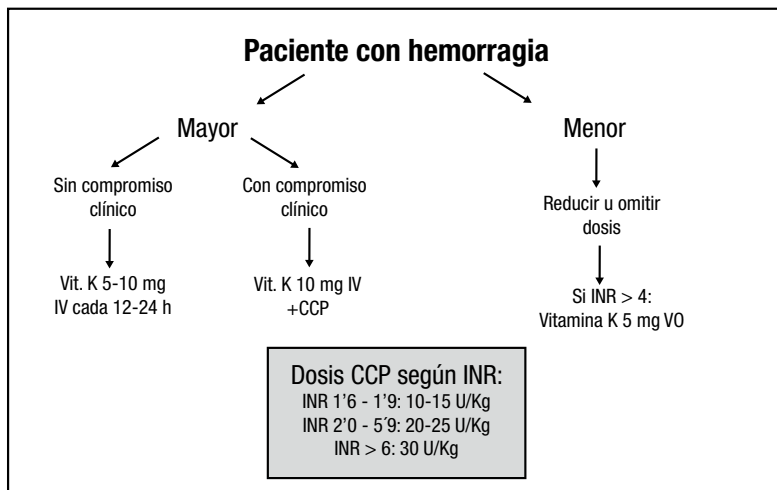 Paciente con hemorragia
Mayor
Menor
Sin compromiso
clínico
Con compromiso
clínico
Reducir u omitir
dosis
Vit. K 5-10 mg
IV cada 12-24 h
Vit. K 10 mg IV
+CCP
Si INR > 4:
Vitamina K 5 mg VO
Dosis CCP según INR:
INR 1'6 - 1'9: 10-15 U/Kg
INR 2'0 - 5´9: 20-25 U/Kg
INR > 6: 30 U/Kg